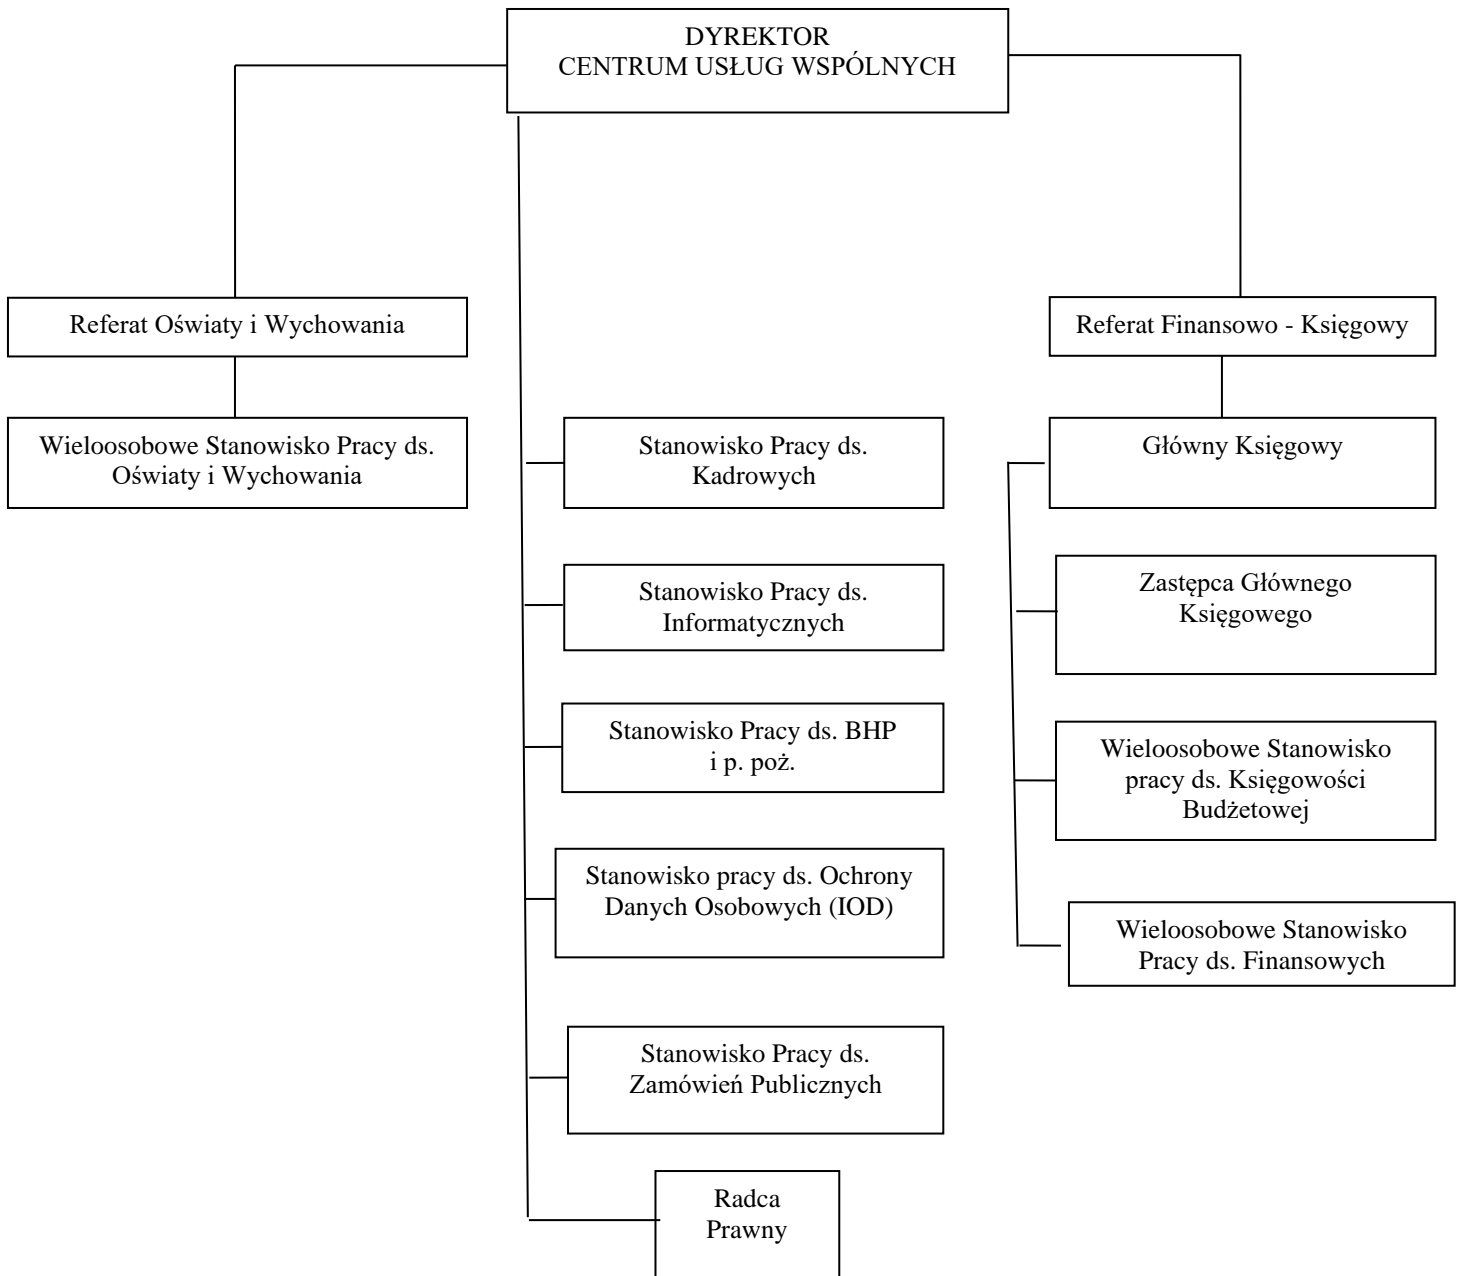 DYREKTOR
CENTRUM USŁUG WSPÓLNYCH
Referat Oświaty i Wychowania
Referat Finansowo - Księgowy
Wieloosobowe Stanowisko Pracy ds.
Oświaty i Wychowania
Stanowisko Pracy ds.
Kadrowych
Główny Księgowy
Stanowisko Pracy ds.
Informatycznych
Zastępca Głównego
Księgowego
Stanowisko Pracy ds. BHP
i p. poż.
Wieloosobowe Stanowisko
pracy ds. Księgowości
Budżetowej
Stanowisko pracy ds. Ochrony
Danych Osobowych (IOD)
Wieloosobowe Stanowisko
Pracy ds. Finansowych
Stanowisko Pracy ds.
Zamówień Publicznych
Radca
Prawny